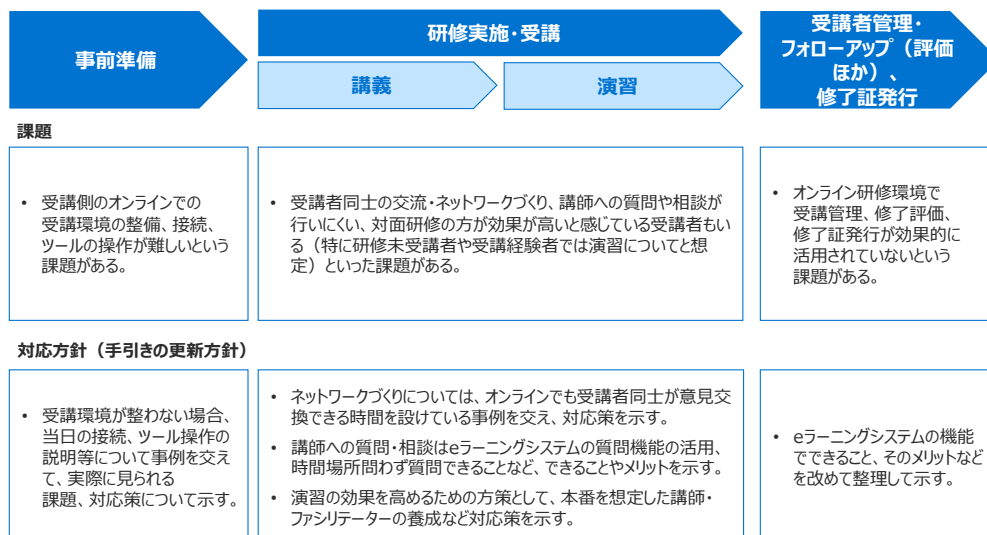 事前準備
研修実施・受講
講義
演習
受講者管理・
フォローアップ（評価
ほか）、
修了証発行
課題
• 受講側のオンラインでの
受講環境の整備、接続、
ツールの操作が難しいという
課題がある。
• 受講者同士の交流・ネットワークづくり、講師への質問や相談が
行いにくい、対面研修の方が効果が高いと感じている受講者もい
る（特に研修未受講者や受講経験者では演習についてと想
定）といった課題がある。
• オンライン研修環境で
受講管理、修了評価、
修了証発行が効果的に
活用されていないという
課題がある。
対応方針（手引きの更新方針）
• 受講環境が整わない場合、
当日の接続、ツール操作の
説明等について事例を交え
て、実際に見られる
課題、対応策について示す。
• ネットワークづくりについては、オンラインでも受講者同士が意見交
換できる時間を設けている事例を交え、対応策を示す。
• 講師への質問・相談はeラーニングシステムの質問機能の活用、
時間場所問わず質問できることなど、できることやメリットを示す。
• 演習の効果を高めるための方策として、本番を想定した講師・
ファシリテーターの養成など対応策を示す。
• eラーニングシステムの機能
でできること、そのメリットなど
を改めて整理して示す。